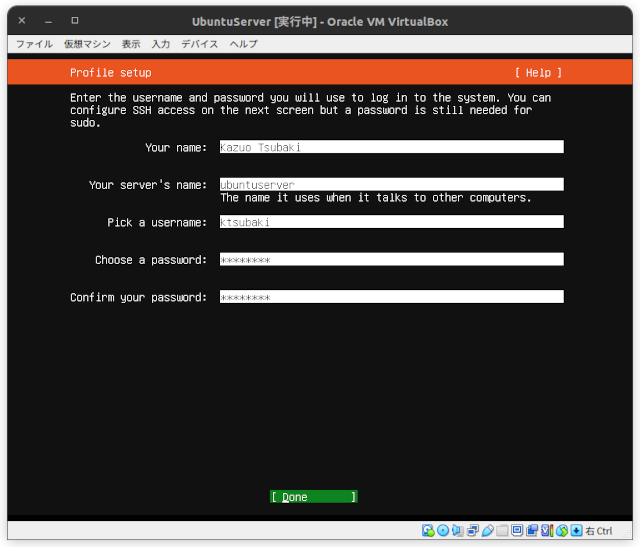 UbuntuServer [実行中] - Oracle VM VirtualBox
ファイル 仮想マシン 表示 入力 デバイス ヘルプ
Profile setup [ Help ]
Enter the username and password you will use to log in to the system. You can
configure SSH access on the next screen but a password is still needed for
sudo.
Your name: Kazuo Tsubaki
Your server's name: ubuntuserver
The name it uses when it talks to other computers.
Pick a username: ktsubaki
Choose a password: ********
Confirm your password: ********
[ Done ]
右 Ctrl